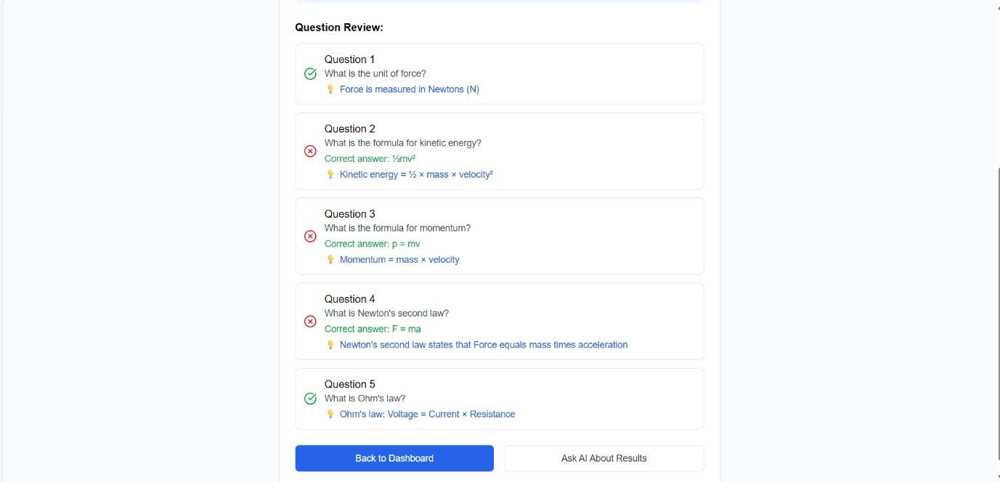 Question Review:
Question 1
What is the unit of force?
💡 Force is measured in Newtons (N)
Question 2
What is the formula for kinetic energy?
Correct answer: ½mv²
💡 Kinetic energy = ½ × mass × velocity²
Question 3
What is the formula for momentum?
Correct answer: p = mv
💡 Momentum = mass × velocity
Question 4
What is Newton's second law?
Correct answer: F = ma
💡 Newton's second law states that Force equals mass times acceleration
Question 5
What is Ohm's law?
💡 Ohm's law: Voltage = Current × Resistance
Back to Dashboard
Ask AI About Results